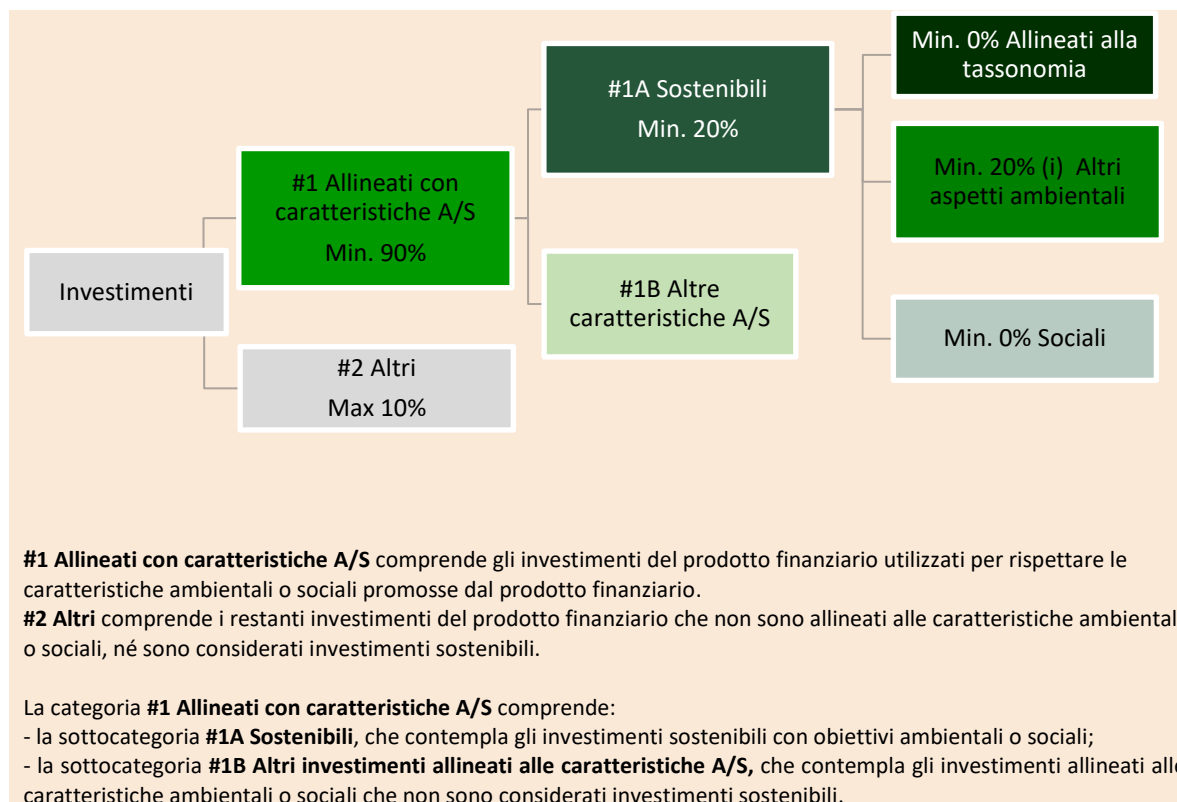 Investimenti
#1 Allineati con
caratteristiche A/S
Min. 90%
#2 Altri
Max 10%
#1A Sostenibili
Min. 20%
#1B Altre
caratteristiche A/S
Min. 0% Allineati alla
tassonomia
Min. 20% (i) Altri
aspetti ambientali
Min. 0% Sociali
#1 Allineati con caratteristiche A/S comprende gli investimenti del prodotto finanziario utilizzati per rispettare le
caratteristiche ambientali o sociali promosse dal prodotto finanziario.
#2 Altri comprende i restanti investimenti del prodotto finanziario che non sono allineati alle caratteristiche ambiental
o sociali, né sono considerati investimenti sostenibili.
La categoria #1 Allineati con caratteristiche A/S comprende:
- la sottocategoria #1A Sostenibili, che contempla gli investimenti sostenibili con obiettivi ambientali o sociali;
- la sottocategoria #1B Altri investimenti allineati alle caratteristiche A/S, che contempla gli investimenti allineati alle
caratteristiche ambientali o sociali che non sono considerati investimenti sostenibili.